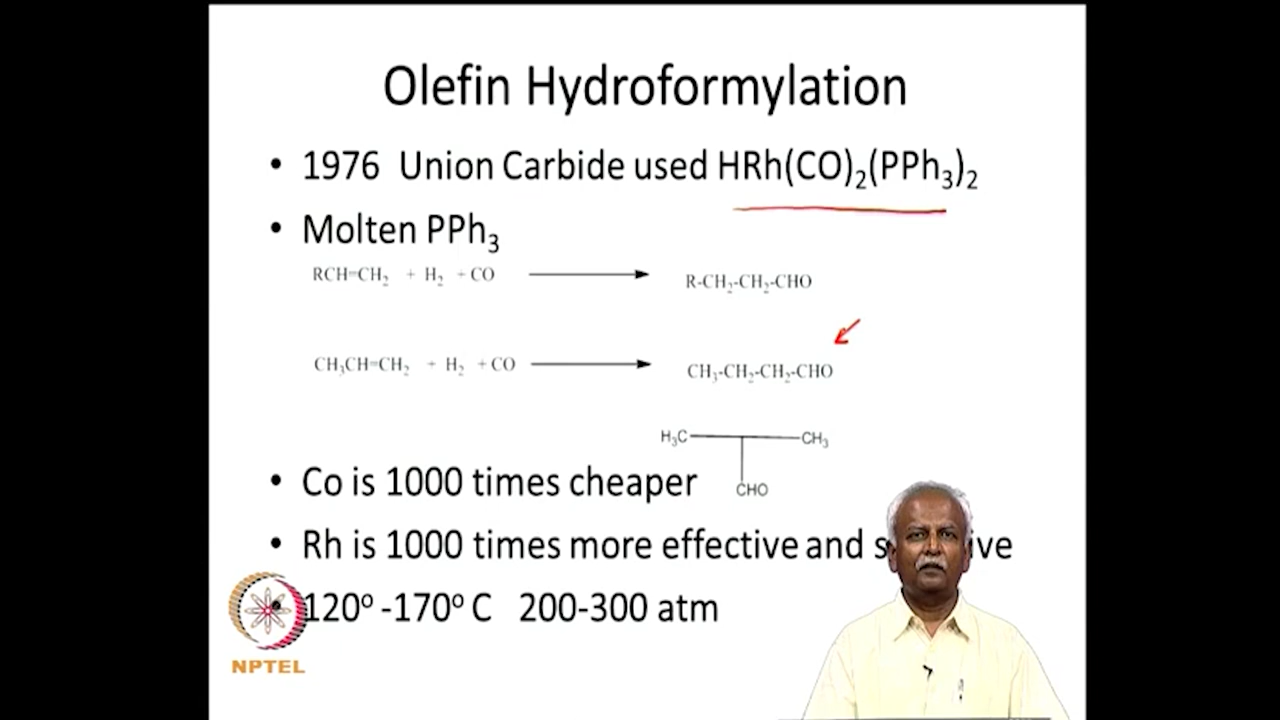 Olefin Hydroformylation
• 1976 Union Carbide used HRh(CO)₂(PPh₃)₂
• Molten PPh₃
RCH=CH₂ + H₂ + CO R-CH₂-CH₂-CHO
CH₃CH=CH₂ + H₂ + CO CH₃-CH₂-CH₂-CHO
H₃C CH₃
CHO
• Co is 1000 times cheaper
• Rh is 1000 times more effective and
120º -170º C 200-300 atm
NPTEL